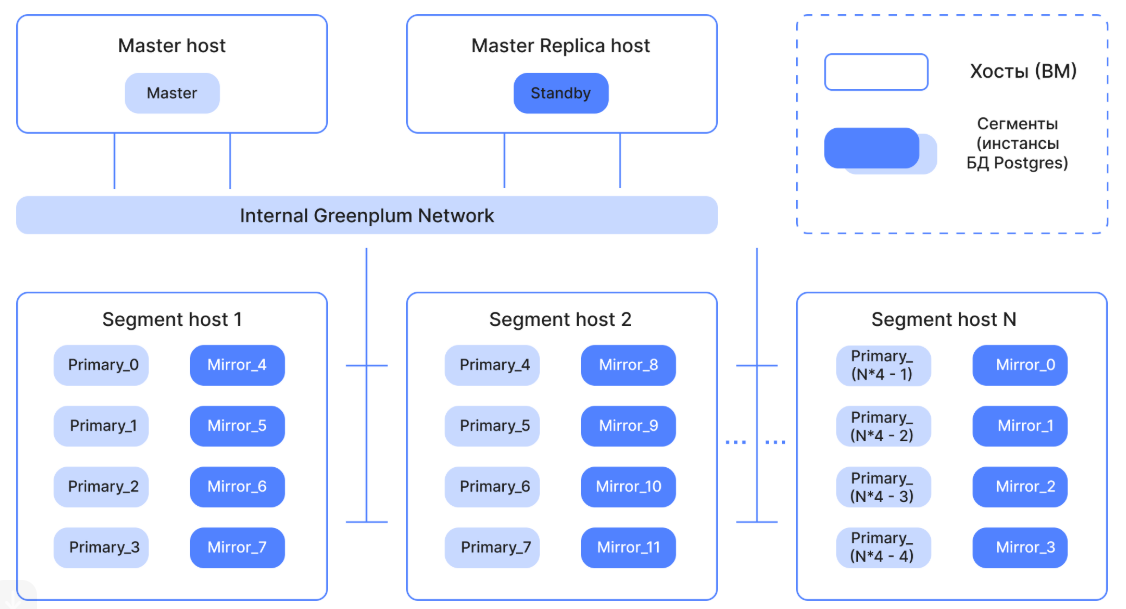 Master host
Master
Master Replica host
Standby
Хосты (ВМ)
Сегменты
(инстансы
БД Postgres)
Internal Greenplum Network
Segment host 1
Primary_0
Mirror_4
Primary_1
Mirror_5
Primary_2
Mirror_6
Primary_3
Mirror_7
Segment host 2
Primary_4
Mirror_8
Primary_5
Mirror_9
Primary_6
Mirror_10
Primary_7
Mirror_11
... ...
Segment host N
Primary_
(N*4 - 1)
Mirror_0
Primary_
(N*4 - 2)
Mirror_1
Primary_
(N*4 - 3)
Mirror_2
Primary_
(N*4 - 4)
Mirror_3